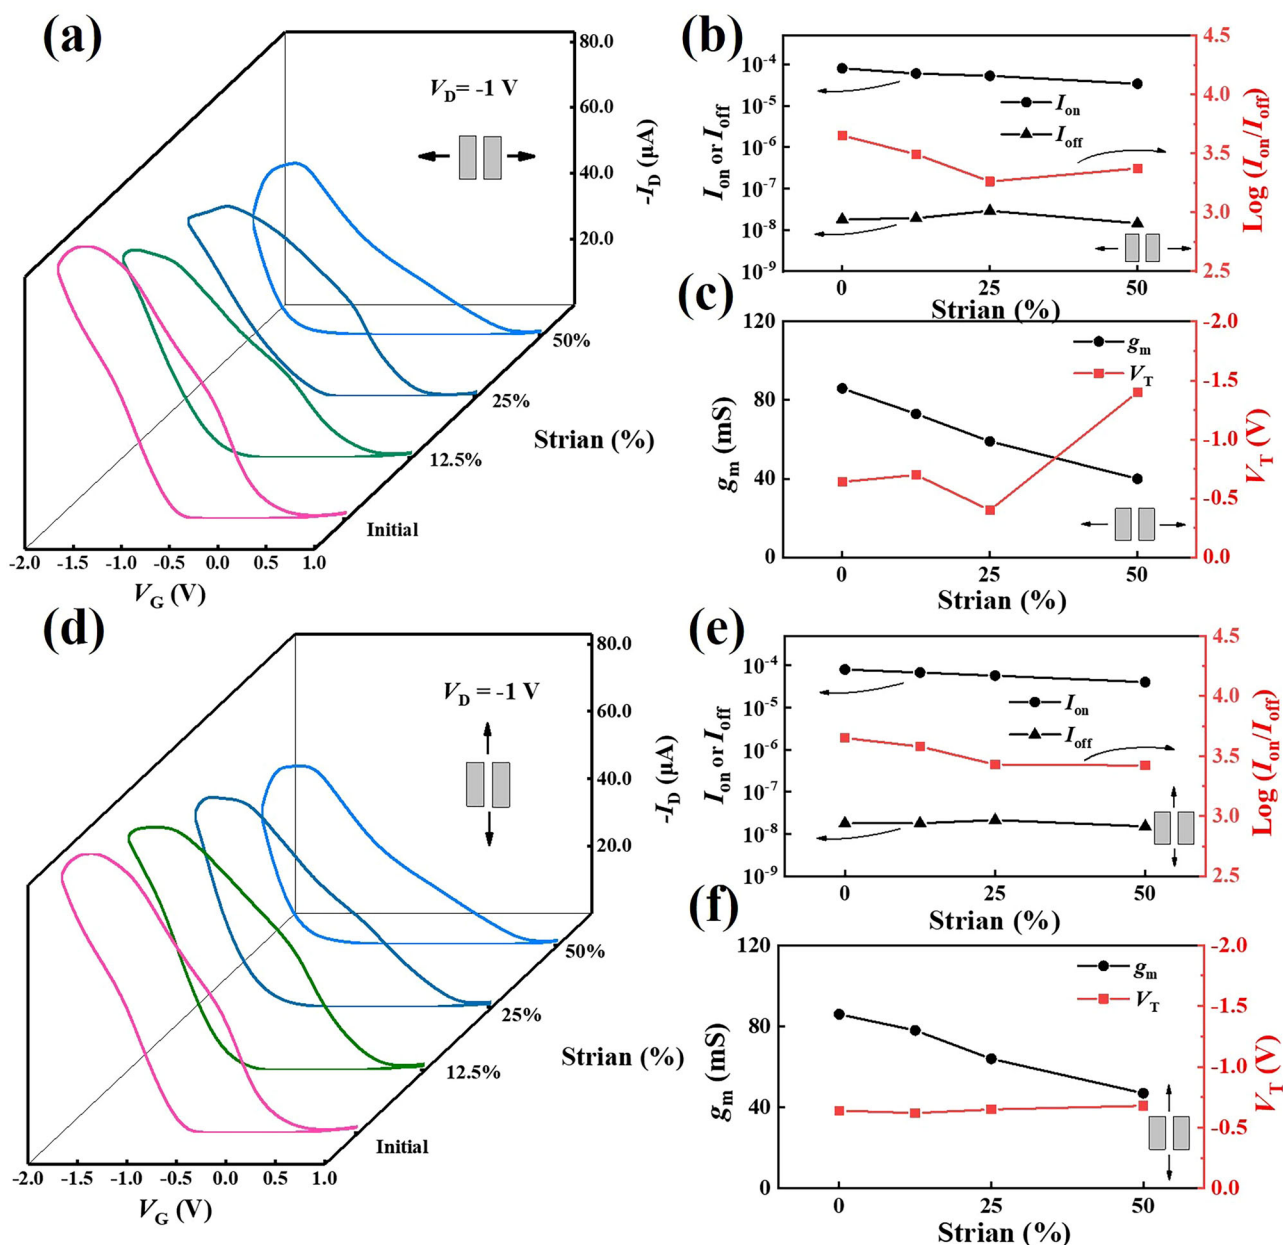 (a)
V_D= -1 V
80.0
60.0
40.0
20.0
-I_D (μA)
50%
25%
12.5%
Initial
Strian (%)
-2.0 -1.5 -1.0 -0.5 0.0 0.5 1.0
V_G (V)
(b)
10^-4
10^-5
10^-6
10^-7
10^-8
10^-9
I_on or I_off
I_on
I_off
4.5
4.0
3.5
3.0
2.5
Log (I_on/I_off)
0 25 50
Strian (%)
(c)
120
80
40
0
g_m (mS)
g_m
V_T
-2.0
-1.5
-1.0
-0.5
0.0
V_T (V)
0 25 50
Strian (%)
(d)
V_D = -1 V
80.0
60.0
40.0
20.0
-I_D (μA)
50%
25%
12.5%
Initial
Strian (%)
-2.0 -1.5 -1.0 -0.5 0.0 0.5 1.0
V_G (V)
(e)
10^-4
10^-5
10^-6
10^-7
10^-8
10^-9
I_on or I_off
I_on
I_off
4.5
4.0
3.5
3.0
2.5
Log (I_on/I_off)
0 25 50
Strian (%)
(f)
120
80
40
0
g_m (mS)
g_m
V_T
-2.0
-1.5
-1.0
-0.5
0.0
V_T (V)
0 25 50
Strian (%)